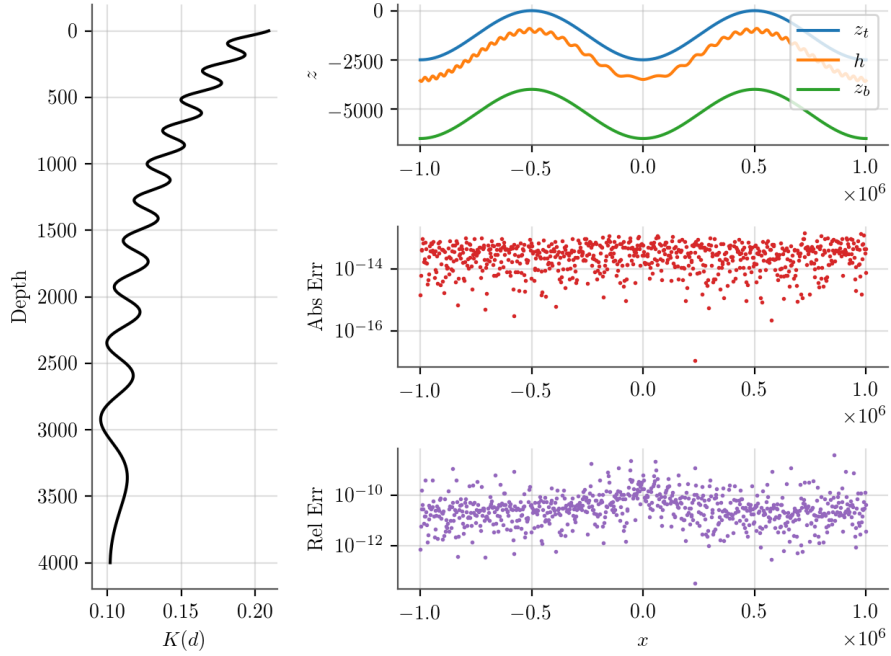 0
500
1000
1500
2000
2500
3000
3500
4000
Depth
0.10 0.15 0.20
K(d)
0
−2500
−5000
z
z_t
h
z_b
−1.0 −0.5 0.0 0.5 1.0
×10^6
10^−14
10^−16
Abs Err
−1.0 −0.5 0.0 0.5 1.0
×10^6
10^−10
10^−12
Rel Err
−1.0 −0.5 0.0 0.5 1.0
×10^6
x